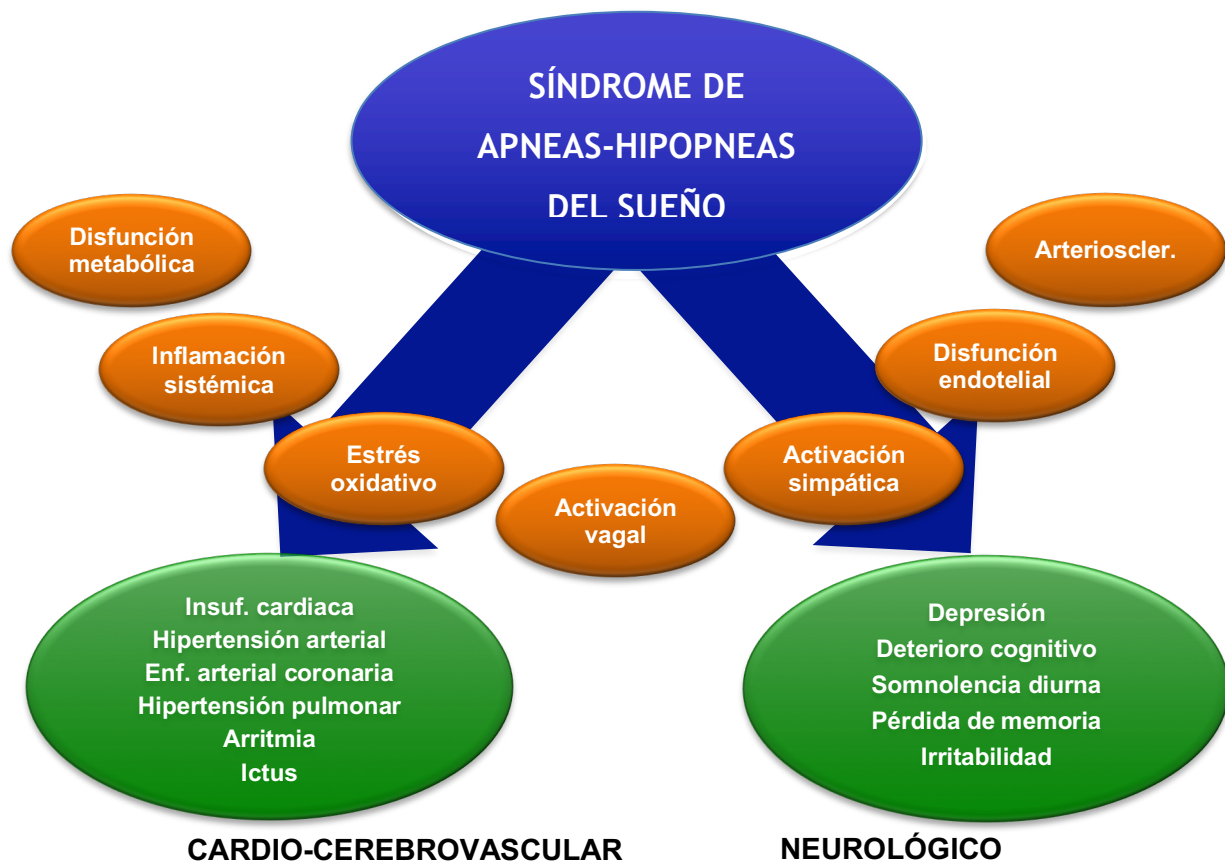 SÍNDROME DE
APNEAS-HIPOPNEAS
DEL SUEÑO
Disfunción
metabólica
Arterioscler.
Inflamación
sistémica
Disfunción
endotelial
Estrés
oxidativo
Activación
simpática
Activación
vagal
Insuf. cardiaca
Hipertensión arterial
Enf. arterial coronaria
Hipertensión pulmonar
Arritmia
Ictus
Depresión
Deterioro cognitivo
Somnolencia diurna
Pérdida de memoria
Irritabilidad
CARDIO-CEREBROVASCULAR
NEUROLÓGICO